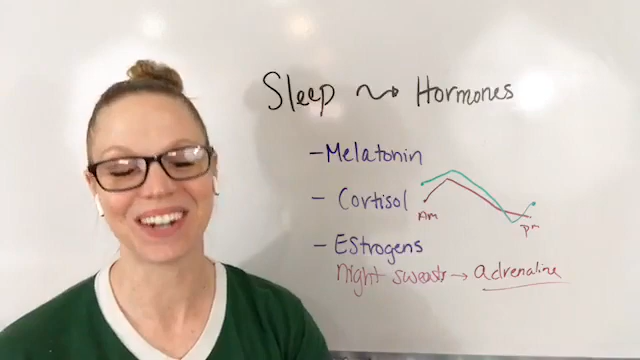 Sleep ~> Hormones
- Melatonin
- Cortisol
Am
pm
- Estrogens
night sweats → adrenaline